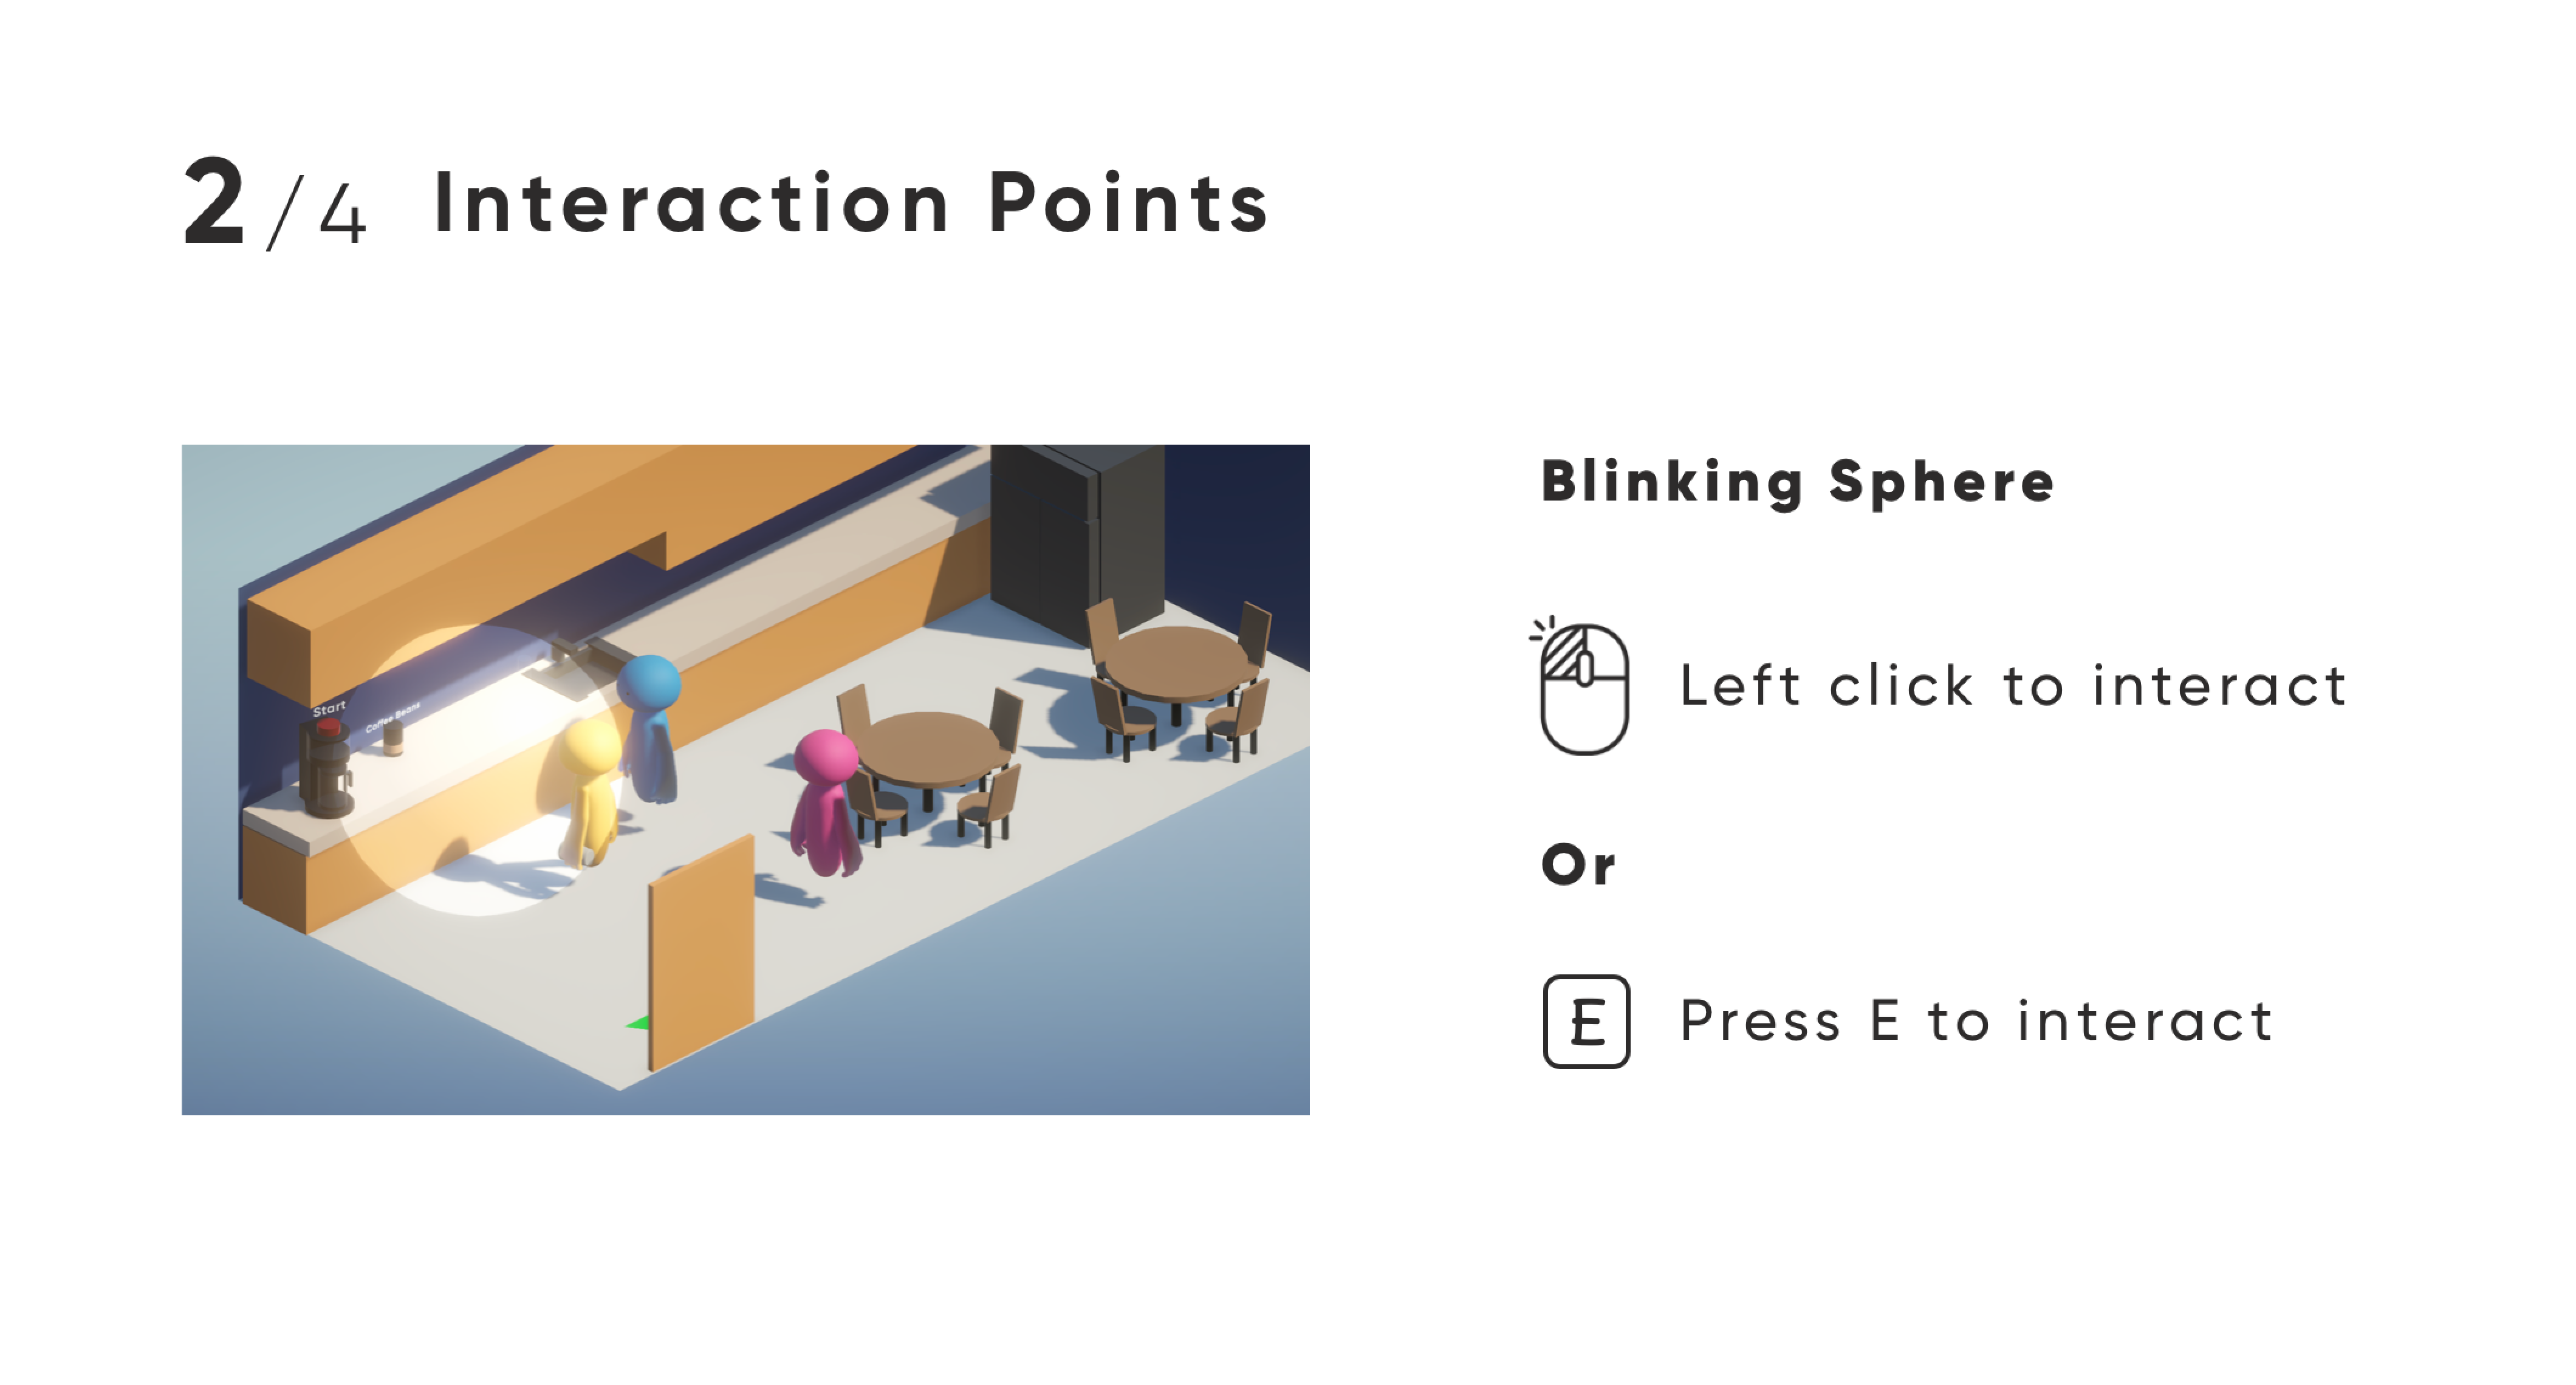 2/4 Interaction Points
Blinking Sphere
Left click to interact
Start
Coffee Beans
Or
E Press E to interact